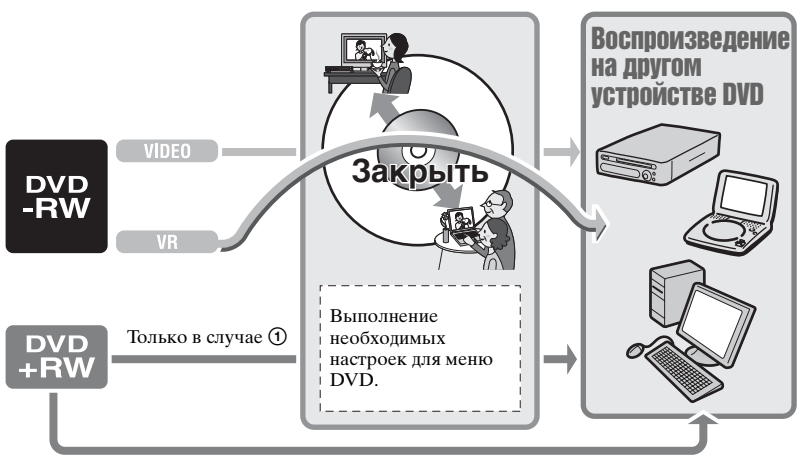 Воспроизведение
на другом
устройстве DVD
VIDEO
DVD
-RW
Закрыть
VR
Выполнение
необходимых
настроек для меню
DVD.
Только в случае ①
DVD
+RW